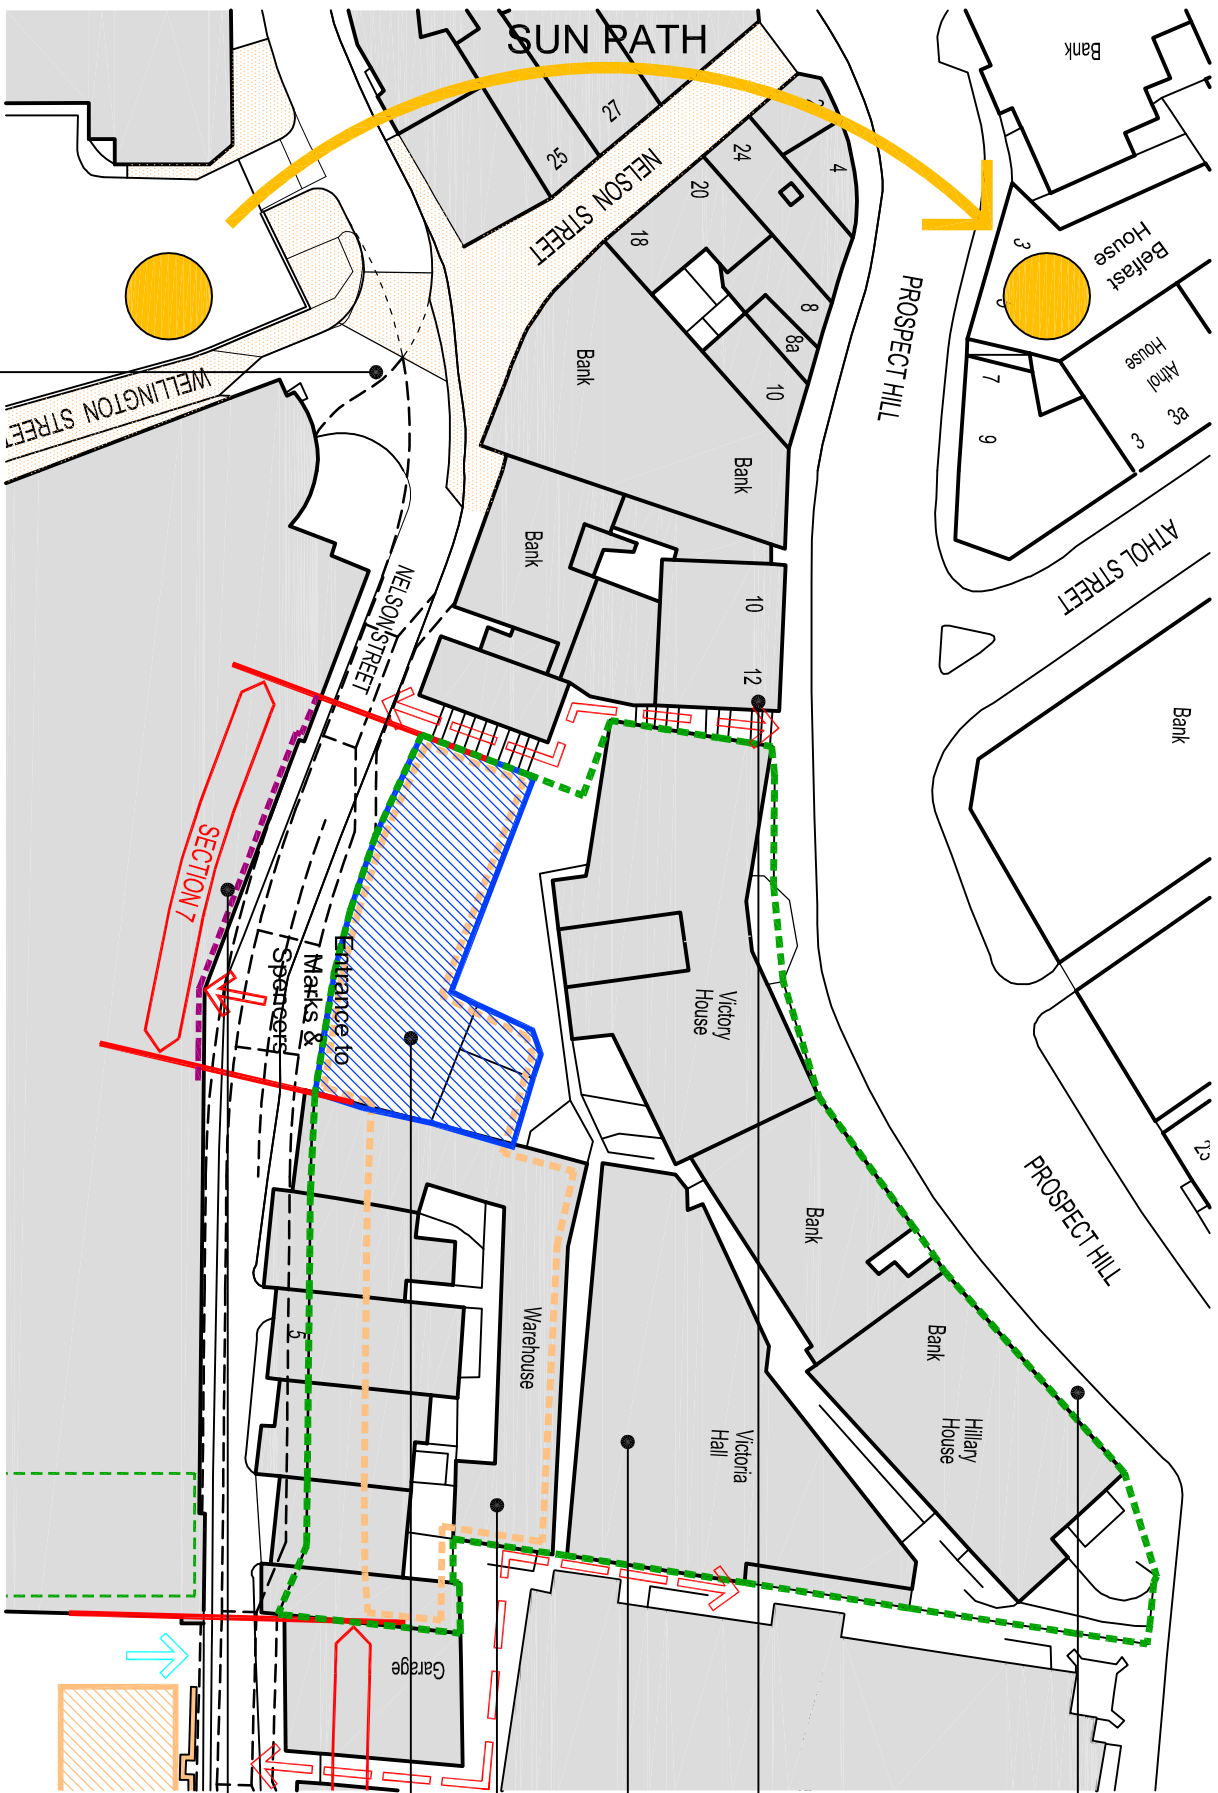 SUN PATH
Bank
27
25
24
4
20
18
NELSON STREET
8
8a
10
Bank
Bank
PROSPECT HILL
Belfast
House
3
7
9
Athol
House
3a
3
WELLINGTON STREET
ATHOL STREET
Bank
10
12
NELSON STREET
Bank
SECTION 7
Entrance to
Marks &
Spencers
Victory
House
PROSPECT HILL
Bank
Bank
Hillary
House
Warehouse
5
Victoria
Hall
Garage